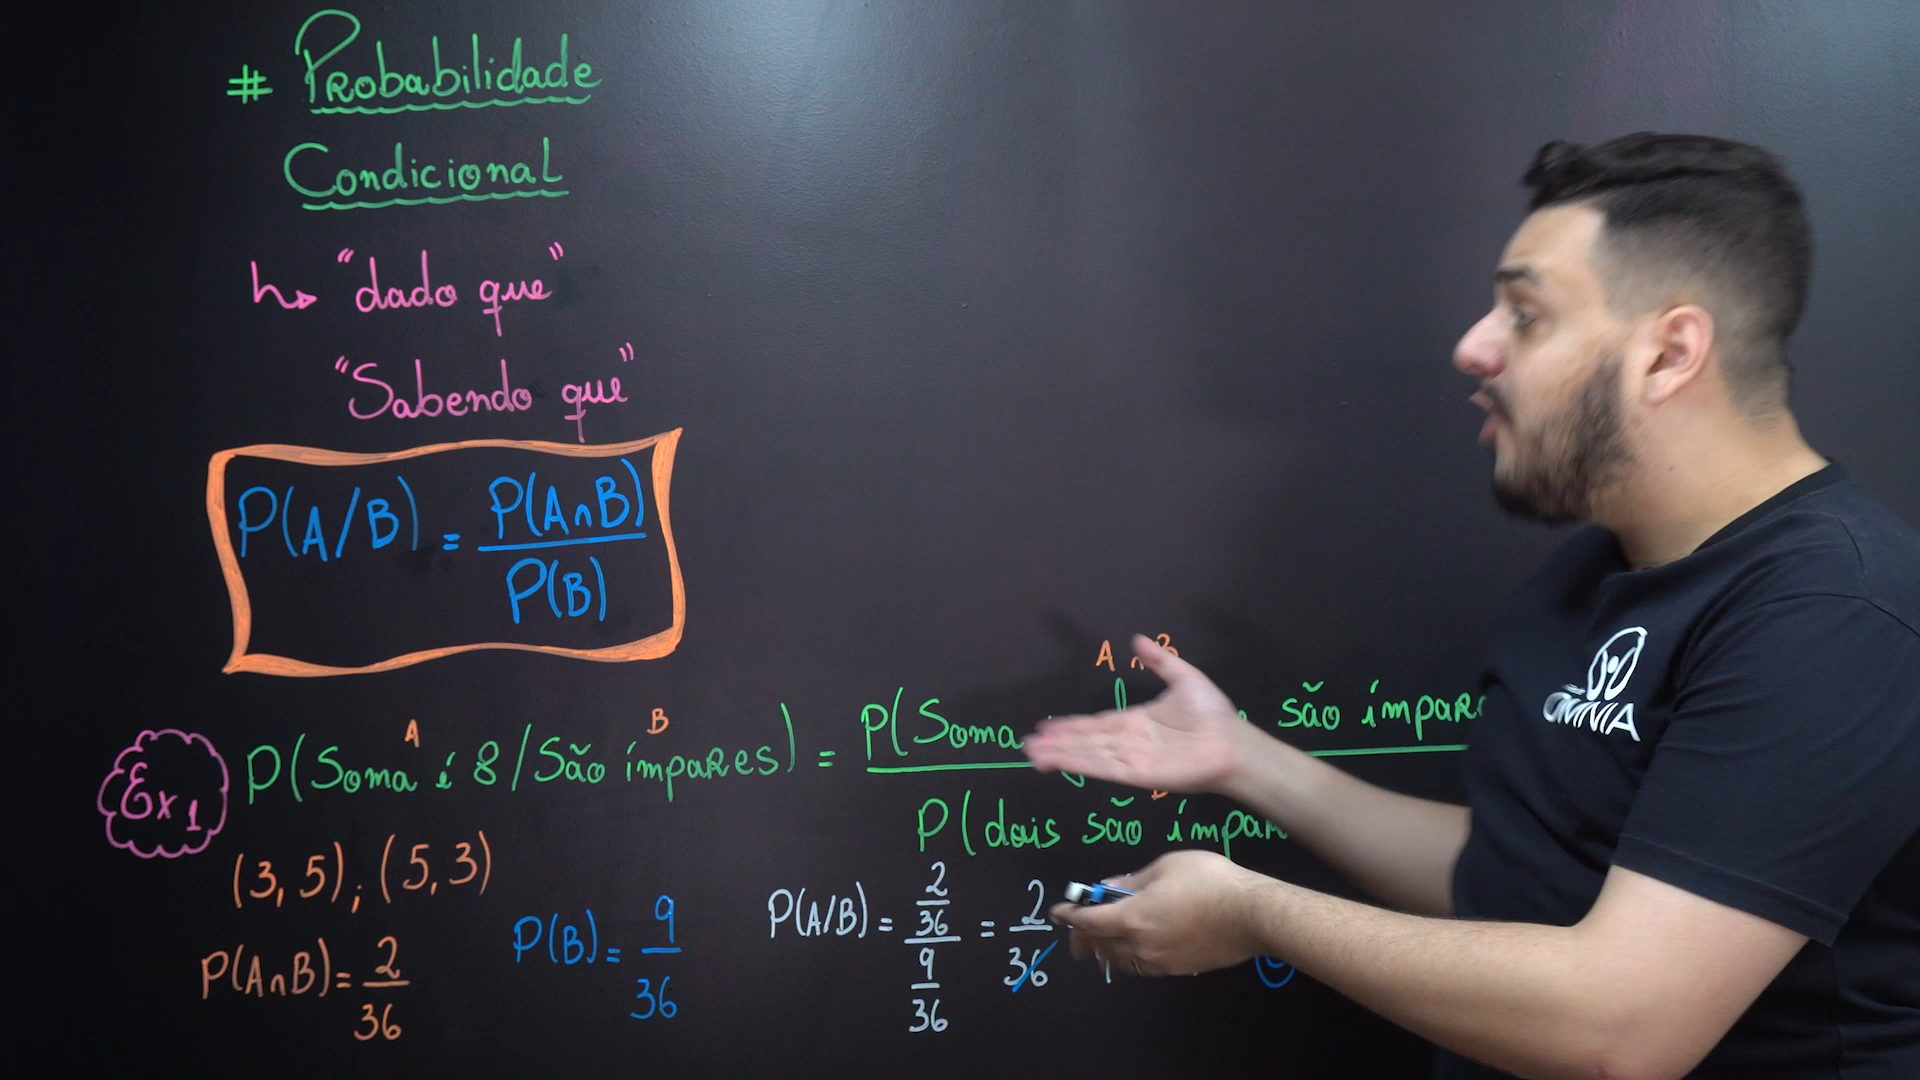 # Probabilidade
Condicional
↳ "dado que"
"Sabendo que"
P(A/B) = P(A∩B)
P(B)
A B A ∩ B
Ex1 P(Soma é 8/São ímpares) = P(Soma são ímpare
P(dois são ímpar
(3,5); (5,3)
P(A∩B) = 2/36
P(B) = 9/36
P(A/B) = 2/36 / 9/36 = 2/36
OMNIA